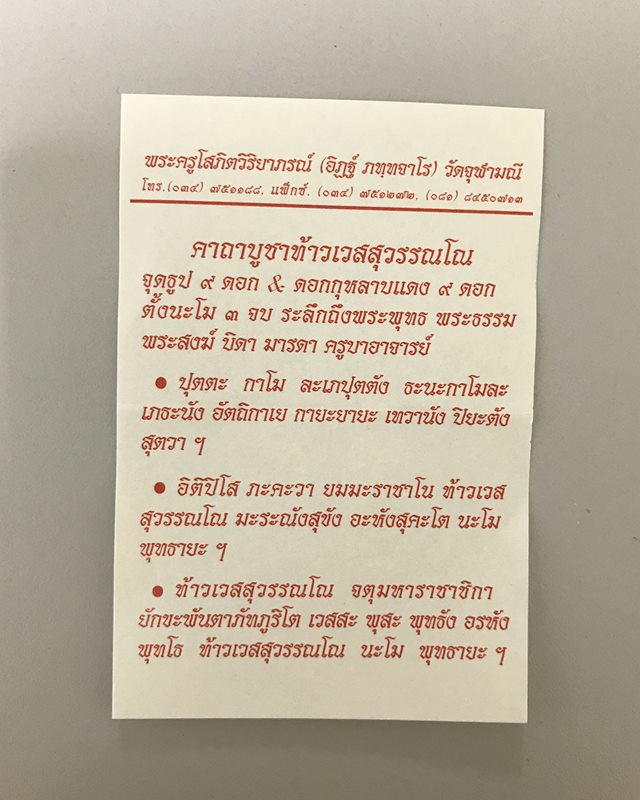 พระครูโสภิตวิริยาภรณ์ (อิฏฐ์ ภทฺทจาโร) วัดจุฬามณี
โทร.(๐๓๔) ๗๕๑๑๘๘, แฟ็กซ์. (๐๓๔) ๗๕๑๒๗๒, (๐๘๑) ๘๔๕๐๗๑๓
คาถาบูชาท้าวเวสสุวรรณโณ
จุดธูป ๙ ดอก & ดอกกุหลาบแดง ๙ ดอก
ตั้งนะโม ๓ จบ ระลึกถึงพระพุทธ พระธรรม
พระสงฆ์ บิดา มารดา ครูบาอาจารย์
● ปุตตะ กาโม ละเภปุตตัง ธะนะกาโมละ
เภธะนัง อัตถิกาเย กายะยายะ เทวานัง ปิยะตัง
สุตวา ฯ
● อิติปิโส ภะคะวา ยมมะราชาโน ท้าวเวส
สุวรรณโณ มะระณังสุขัง อะหังสุคะโต นะโม
พุทธายะ ฯ
● ท้าวเวสสุวรรณโณ จตุมหาราชาชิกา
ยักขะพันตาภัทภูริโต เวสสะ พุสะ พุทธัง อรหัง
พุทโธ ท้าวเวสสุวรรณโณ นะโม พุทธายะ ฯ